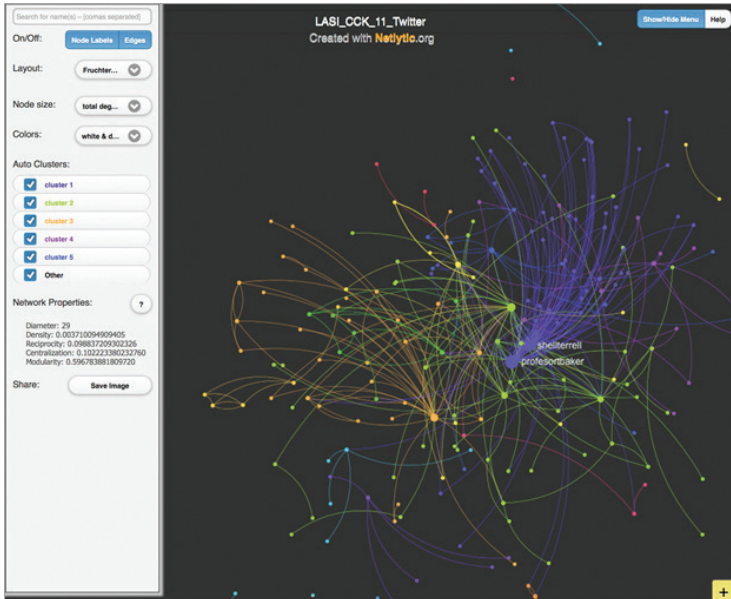 Search for name(s) – [comas separated]
On/Off:
Node Labels
Edges
Layout:
Fruchter...
Node size:
total deg...
Colors:
white & d...
Auto Clusters:
cluster 1
cluster 2
cluster 3
cluster 4
cluster 5
Other
Network Properties:
?
Diameter: 29
Density: 0.003710094909405
Reciprocity: 0.098837209302326
Centralization: 0.102223380232760
Modularity: 0.596783881809720
Share:
Save Image
LASI_CCK_11_Twitter
Created with Netlytic.org
Show/Hide Menu
Help
shellterrell
profesortbaker
+